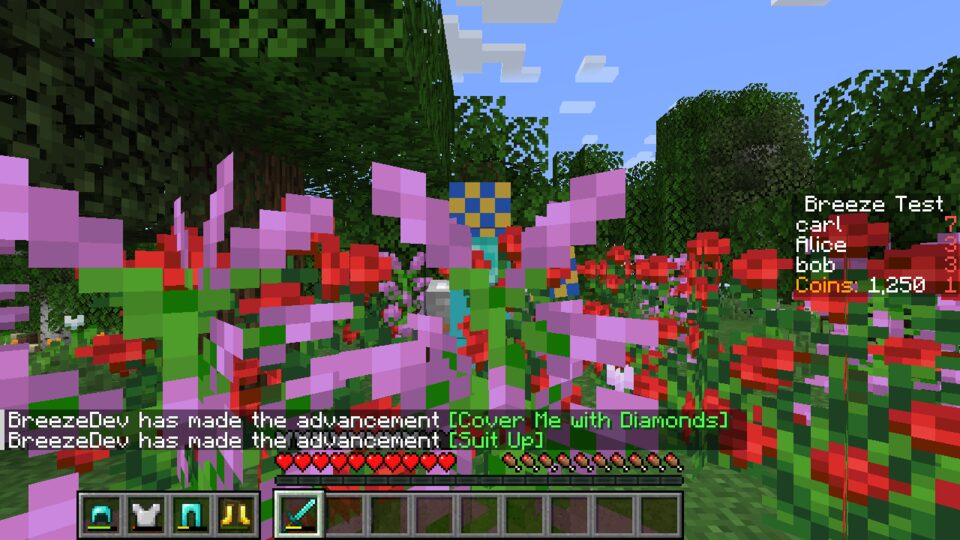 Breeze Test
carl 7
Alice 3
bob 3
Coins: 1,250 1
BreezeDev has made the advancement [Cover Me with Diamonds]
BreezeDev has made the advancement [Suit Up]